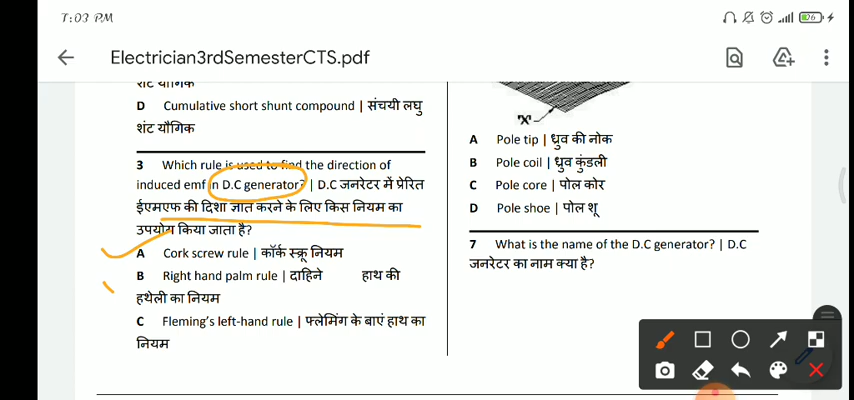 7:03 PM
26
Electrician3rdSemesterCTS.pdf
शंट यौगिक
D Cumulative short shunt compound | संचयी लघु
शंट यौगिक
3 Which rule is used to find the direction of
induced emf in D.C generator? | D.C जनरेटर में प्रेरित
ईएमएफ की दिशा ज्ञात करने के लिए किस नियम का
उपयोग किया जाता है?
A Cork screw rule | कॉर्क स्क्रू नियम
B Right hand palm rule | दाहिने हाथ की
हथेली का नियम
C Fleming's left-hand rule | फ्लेमिंग के बाएं हाथ का
नियम
'X'
A Pole tip | ध्रुव की नोक
B Pole coil | ध्रुव कुंडली
C Pole core | पोल कोर
D Pole shoe | पोल शू
7 What is the name of the D.C generator? | D.C
जनरेटर का नाम क्या है?